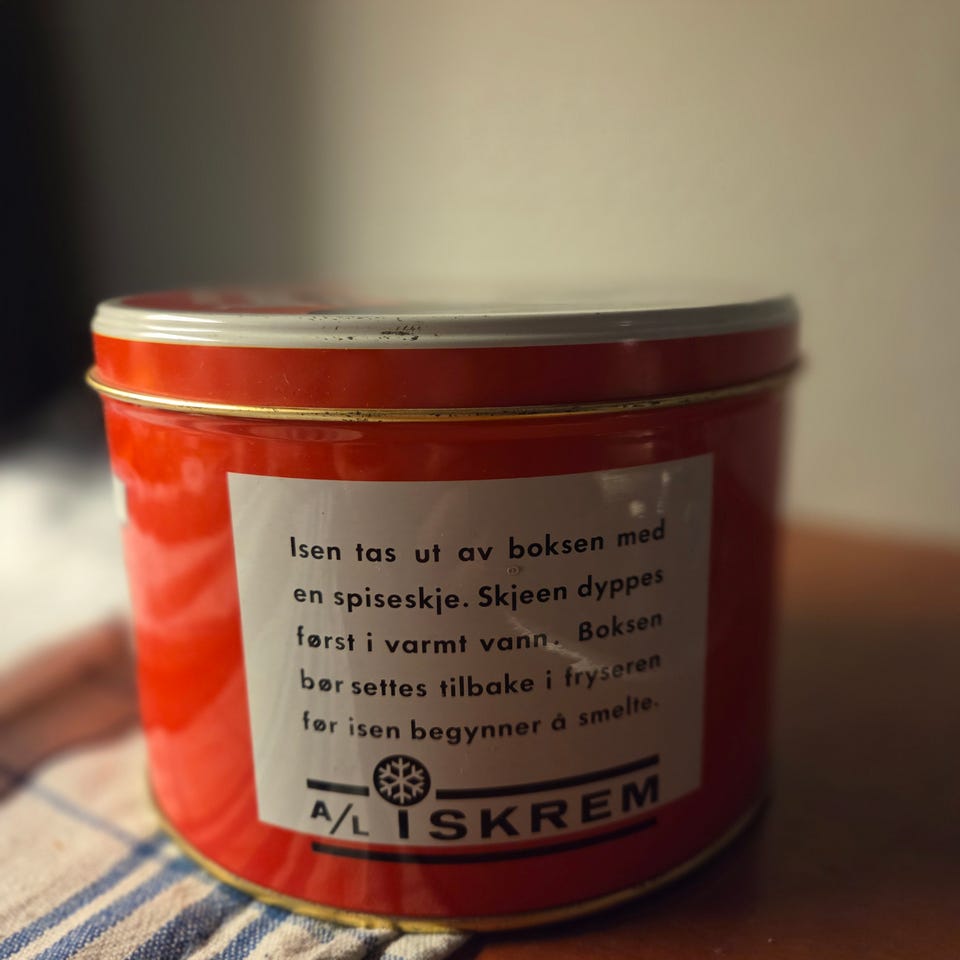 Isen tas ut av boksen med
en spiseskje. Skjeen dyppes
først i varmt vann. Boksen
bør settes tilbake i fryseren
før isen begynner å smelte.
A/L ISKREM